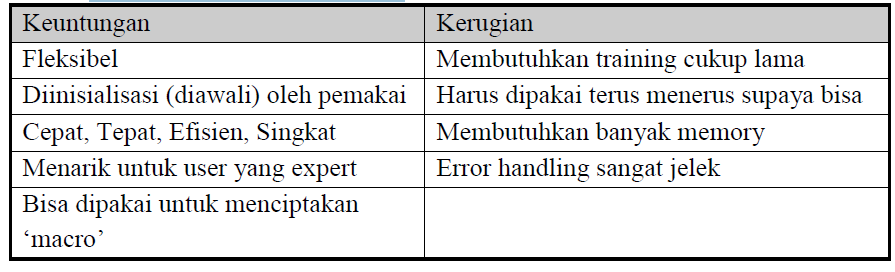 Keuntungan Kerugian
Fleksibel Membutuhkan training cukup lama
Diinisialisasi (diawali) oleh pemakai Harus dipakai terus menerus supaya bisa
Cepat, Tepat, Efisien, Singkat Membutuhkan banyak memory
Menarik untuk user yang expert Error handling sangat jelek
Bisa dipakai untuk menciptakan
‘macro’